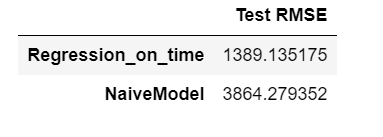 Test RMSE
Regression_on_time 1389.135175
NaiveModel 3864.279352